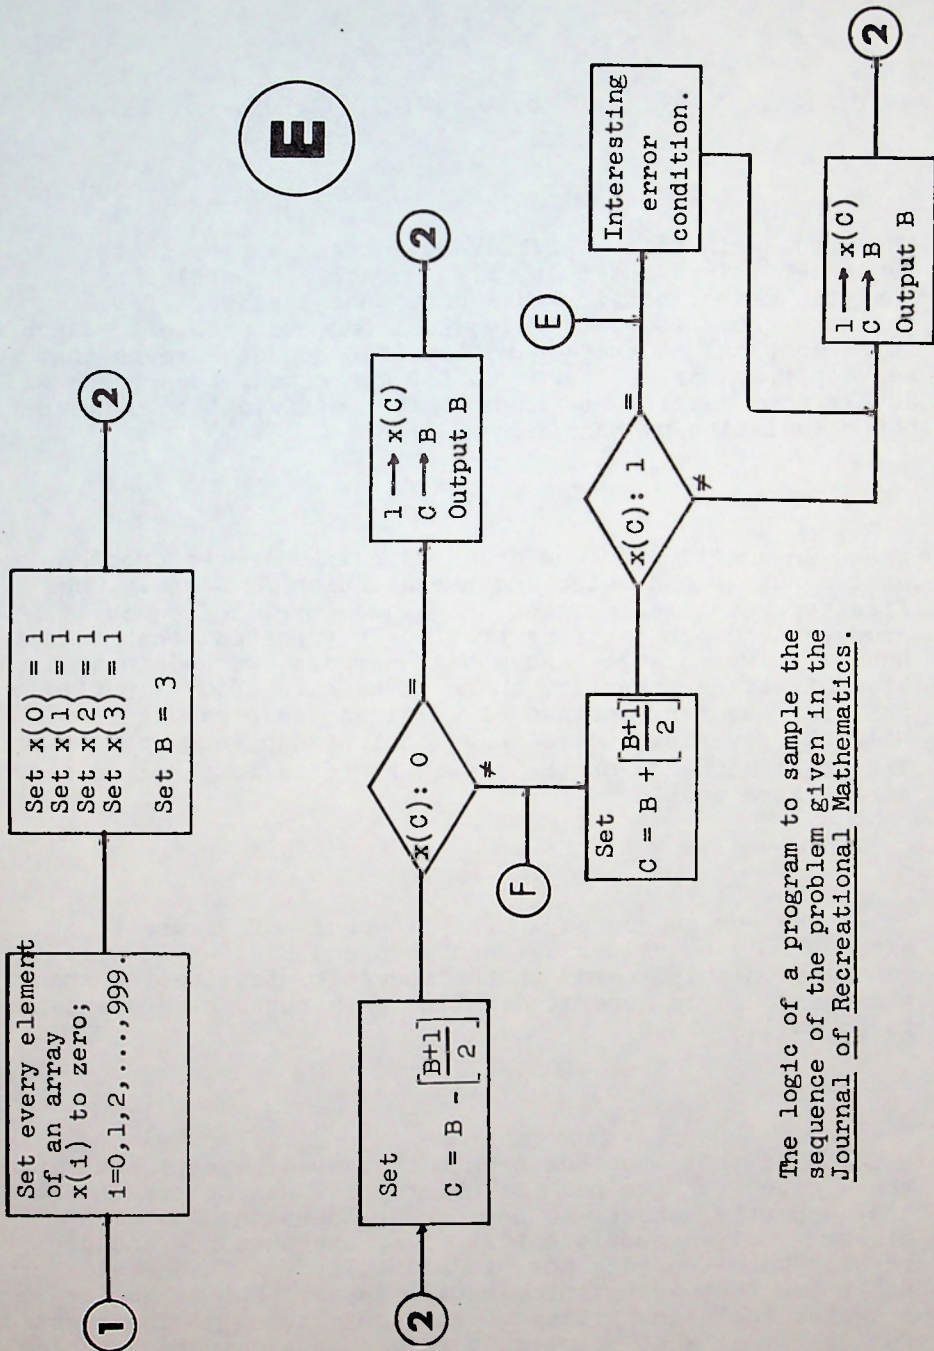 1
Set every element
of an array
x(i) to zero;
i=0,1,2,...,999.
Set x(0) = 1
Set x(1) = 1
Set x(2) = 1
Set x(3) = 1
Set B = 3
2
E
2
Set
C = B - [B+1/2]
x(C): 0
=
≠
1 → x(C)
C → B
Output B
2
F
Set
C = B + [B+1/2]
x(C): 1
=
≠
E
Interesting
error
condition.
1 → x(C)
C → B
Output B
2
The logic of a program to sample the
sequence of the problem given in the
Journal of Recreational Mathematics.